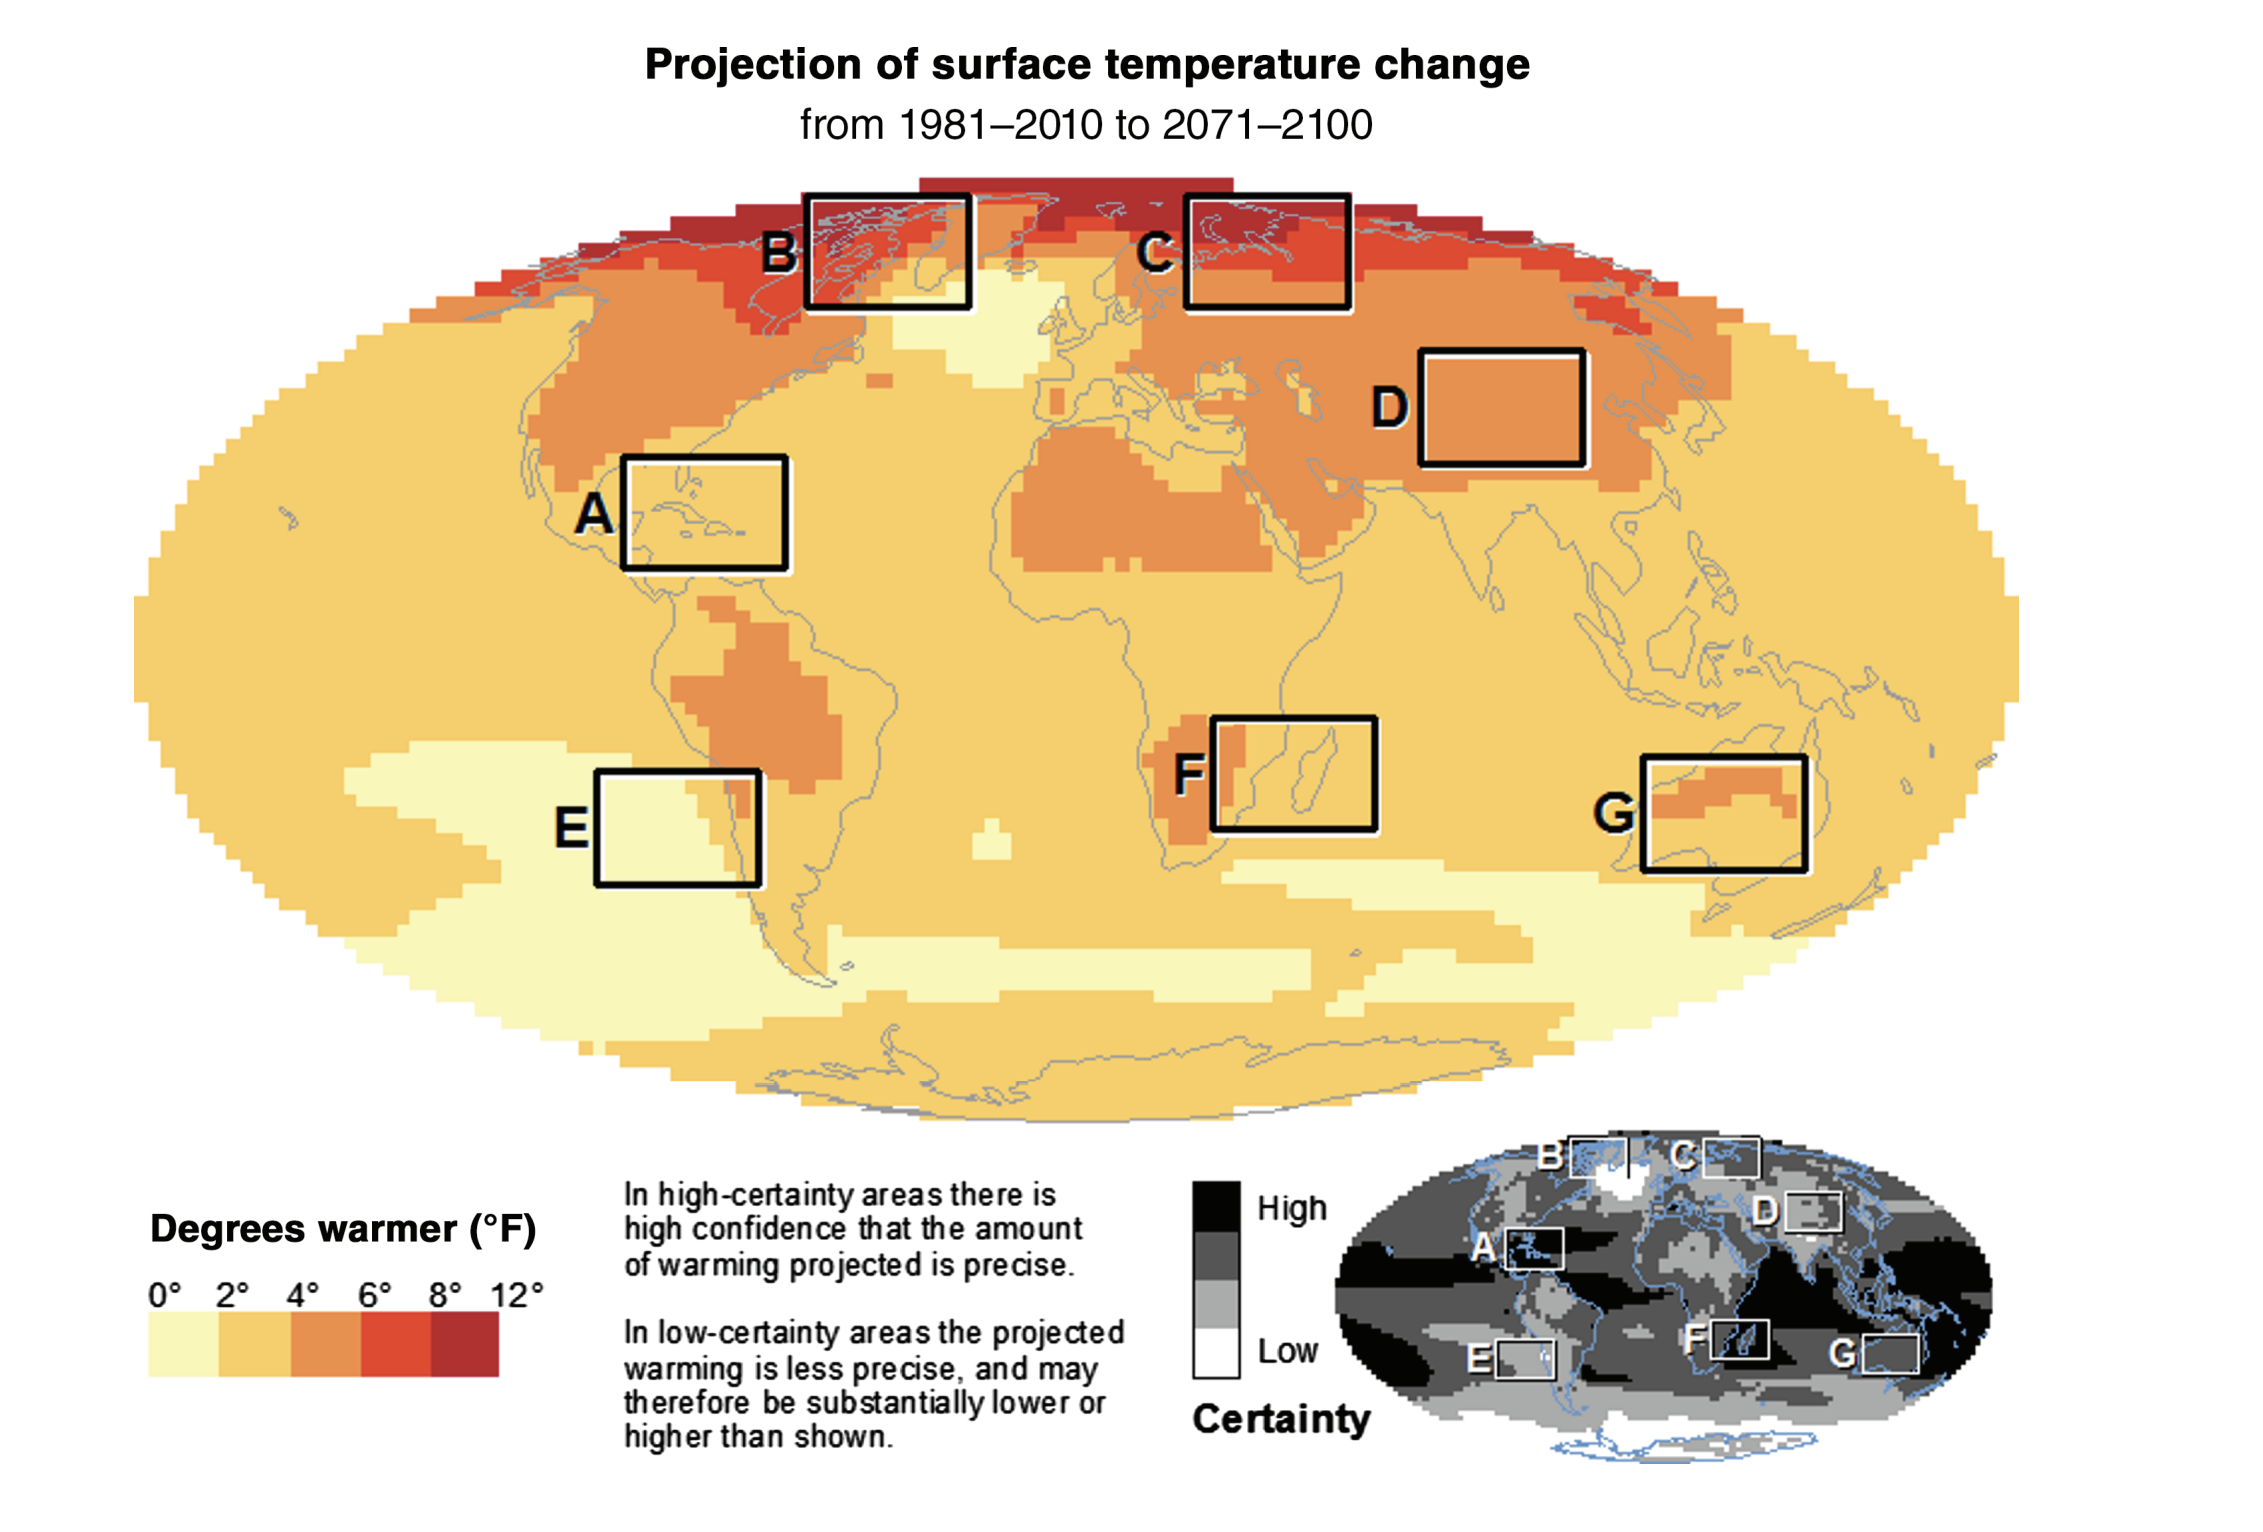 Projection of surface temperature change
from 1981–2010 to 2071–2100
B
C
D
A
F
E
G
Degrees warmer (°F)
0° 2° 4° 6° 8° 12°
In high-certainty areas there is
high confidence that the amount
of warming projected is precise.
In low-certainty areas the projected
warming is less precise, and may
therefore be substantially lower or
higher than shown.
High
Low
Certainty
B
C
D
A
F
E
G